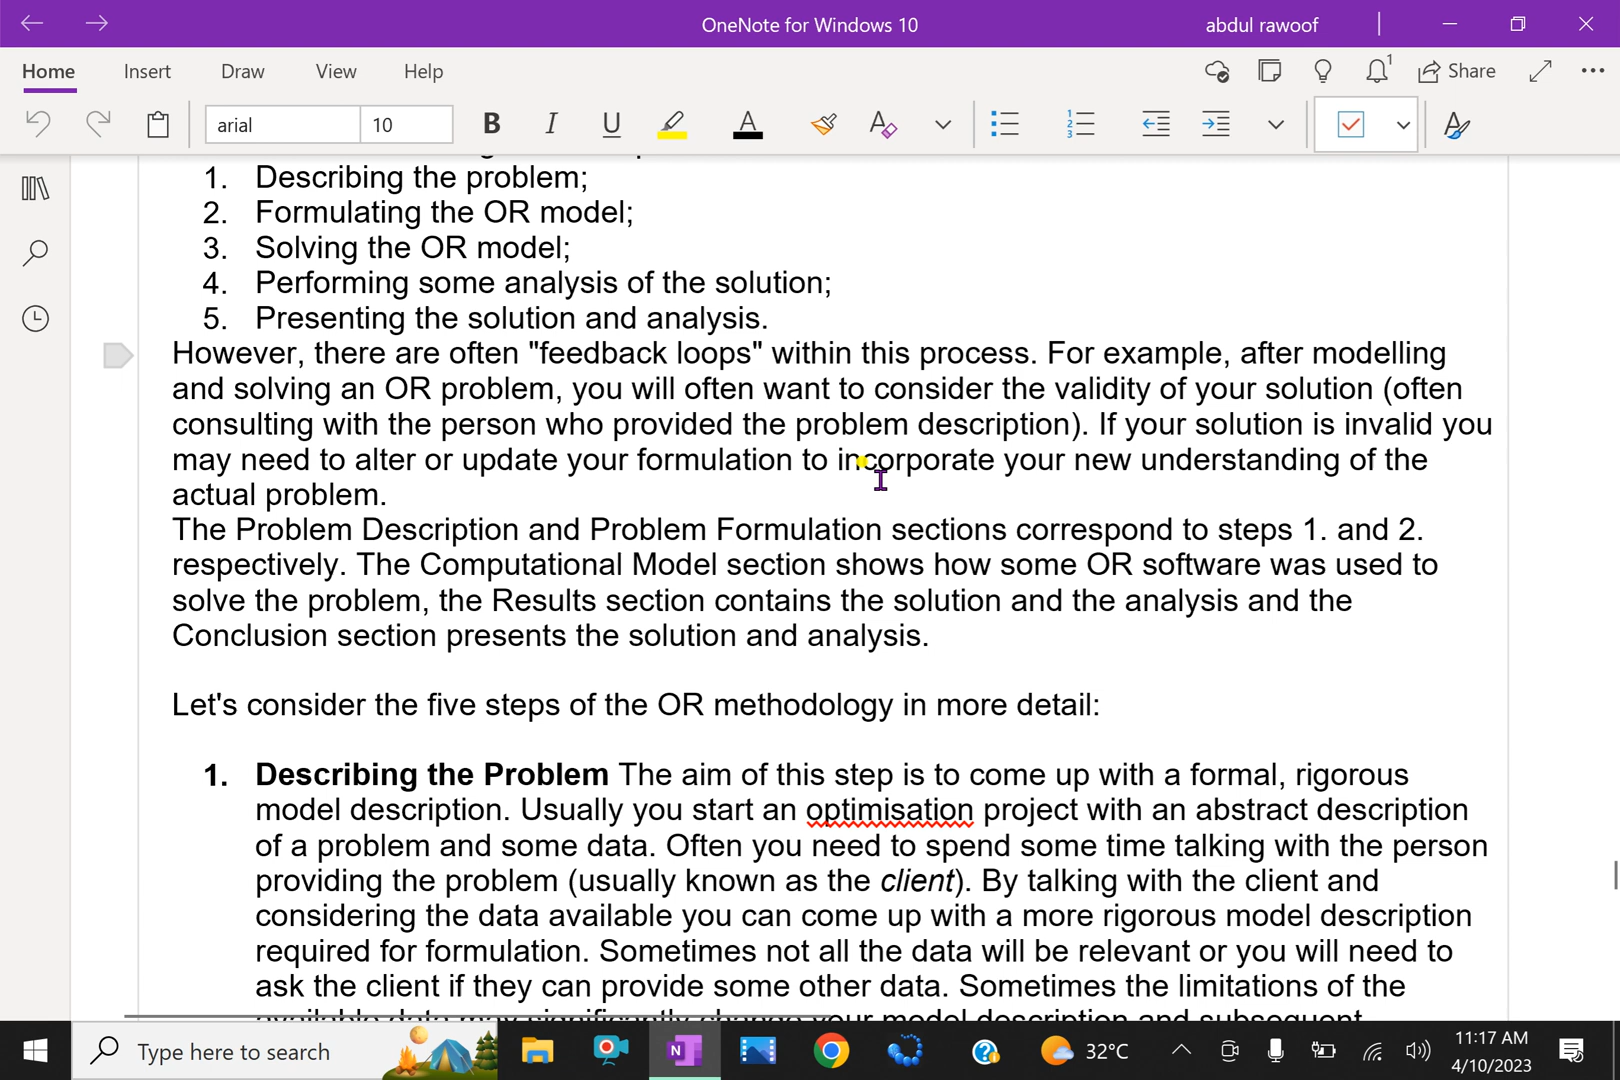 OneNote for Windows 10
abdul rawoof
Home Insert Draw View Help
1
Share
arial 10 B I U A A
1. Describing the problem;
2. Formulating the OR model;
3. Solving the OR model;
4. Performing some analysis of the solution;
5. Presenting the solution and analysis.
However, there are often "feedback loops" within this process. For example, after modelling
and solving an OR problem, you will often want to consider the validity of your solution (often
consulting with the person who provided the problem description). If your solution is invalid you
may need to alter or update your formulation to incorporate your new understanding of the
actual problem.
The Problem Description and Problem Formulation sections correspond to steps 1. and 2.
respectively. The Computational Model section shows how some OR software was used to
solve the problem, the Results section contains the solution and the analysis and the
Conclusion section presents the solution and analysis.
Let's consider the five steps of the OR methodology in more detail:
1. Describing the Problem The aim of this step is to come up with a formal, rigorous
model description. Usually you start an optimisation project with an abstract description
of a problem and some data. Often you need to spend some time talking with the person
providing the problem (usually known as the client). By talking with the client and
considering the data available you can come up with a more rigorous model description
required for formulation. Sometimes not all the data will be relevant or you will need to
ask the client if they can provide some other data. Sometimes the limitations of the
available data may significantly change your model description and subsequent
Type here to search
N
32°C
11:17 AM
4/10/2023